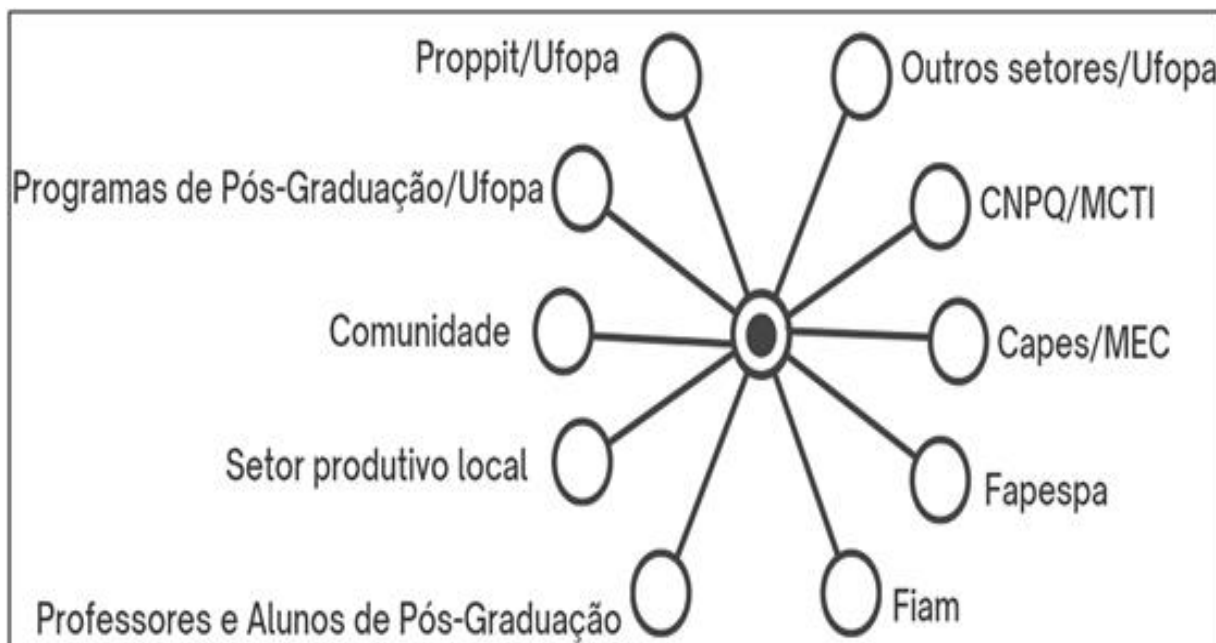 Proppit/Ufopa
Outros setores/Ufopa
Programas de Pós-Graduação/Ufopa
CNPQ/MCTI
Comunidade
Capes/MEC
Setor produtivo local
Fapespa
Professores e Alunos de Pós-Graduação
Fiam